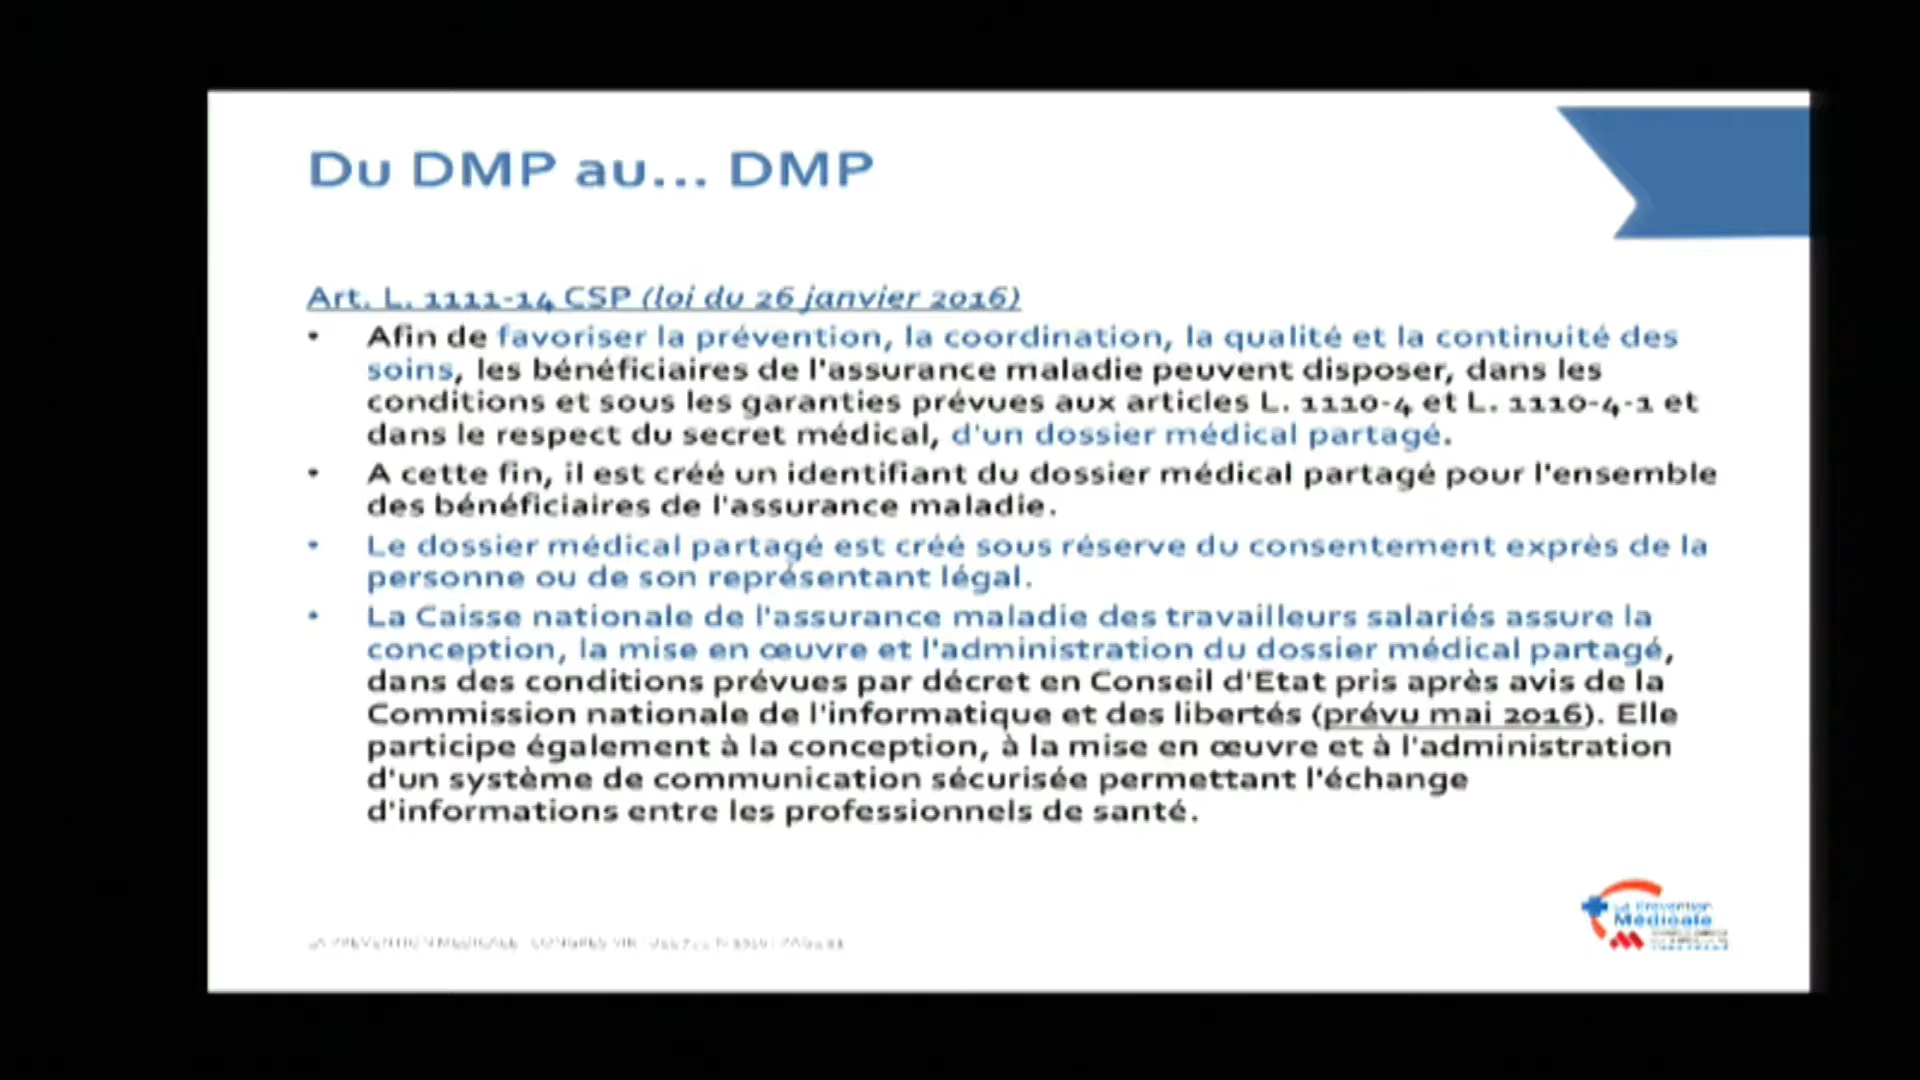 Du DMP au... DMP
Art. L. 1111-14 CSP (loi du 26 janvier 2016)
• Afin de favoriser la prévention, la coordination, la qualité et la continuité des
soins, les bénéficiaires de l'assurance maladie peuvent disposer, dans les
conditions et sous les garanties prévues aux articles L. 1110-4 et L. 1110-4-1 et
dans le respect du secret médical, d'un dossier médical partagé.
• A cette fin, il est créé un identifiant du dossier médical partagé pour l'ensemble
des bénéficiaires de l'assurance maladie.
• Le dossier médical partagé est créé sous réserve du consentement exprès de la
personne ou de son représentant légal.
• La Caisse nationale de l'assurance maladie des travailleurs salariés assure la
conception, la mise en œuvre et l'administration du dossier médical partagé,
dans des conditions prévues par décret en Conseil d'Etat pris après avis de la
Commission nationale de l'informatique et des libertés (prévu mai 2016). Elle
participe également à la conception, à la mise en œuvre et à l'administration
d'un système de communication sécurisée permettant l'échange
d'informations entre les professionnels de santé.
La Prévention
Médicale
LA PREVENTION MEDICALE